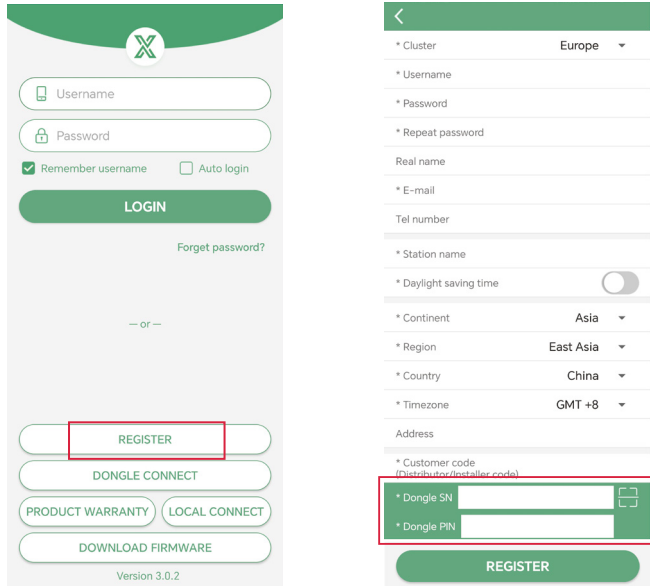 Username
Password
Remember username Auto login
LOGIN
Forget password?
— or —
REGISTER
DONGLE CONNECT
PRODUCT WARRANTY LOCAL CONNECT
DOWNLOAD FIRMWARE
Version 3.0.2
* Cluster Europe
* Username
* Password
* Repeat password
Real name
* E-mail
Tel number
* Station name
* Daylight saving time
* Continent Asia
* Region East Asia
* Country China
* Timezone GMT +8
Address
* Customer code
(Distributor/Installer code)
* Dongle SN
* Dongle PIN
REGISTER